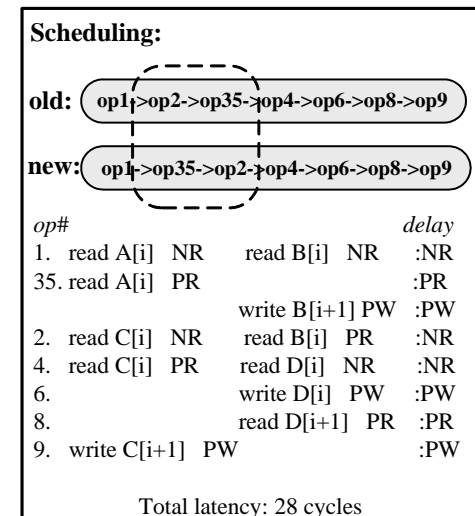 Scheduling:
old: op1->op2->op35->op4->op6->op8->op9
new: op1->op35->op2->op4->op6->op8->op9
op# delay
1. read A[i] NR read B[i] NR :NR
35. read A[i] PR :PR
write B[i+1] PW :PW
2. read C[i] NR read B[i] PR :NR
4. read C[i] PR read D[i] NR :NR
6. write D[i] PW :PW
8. read D[i+1] PR :PR
9. write C[i+1] PW :PW
Total latency: 28 cycles